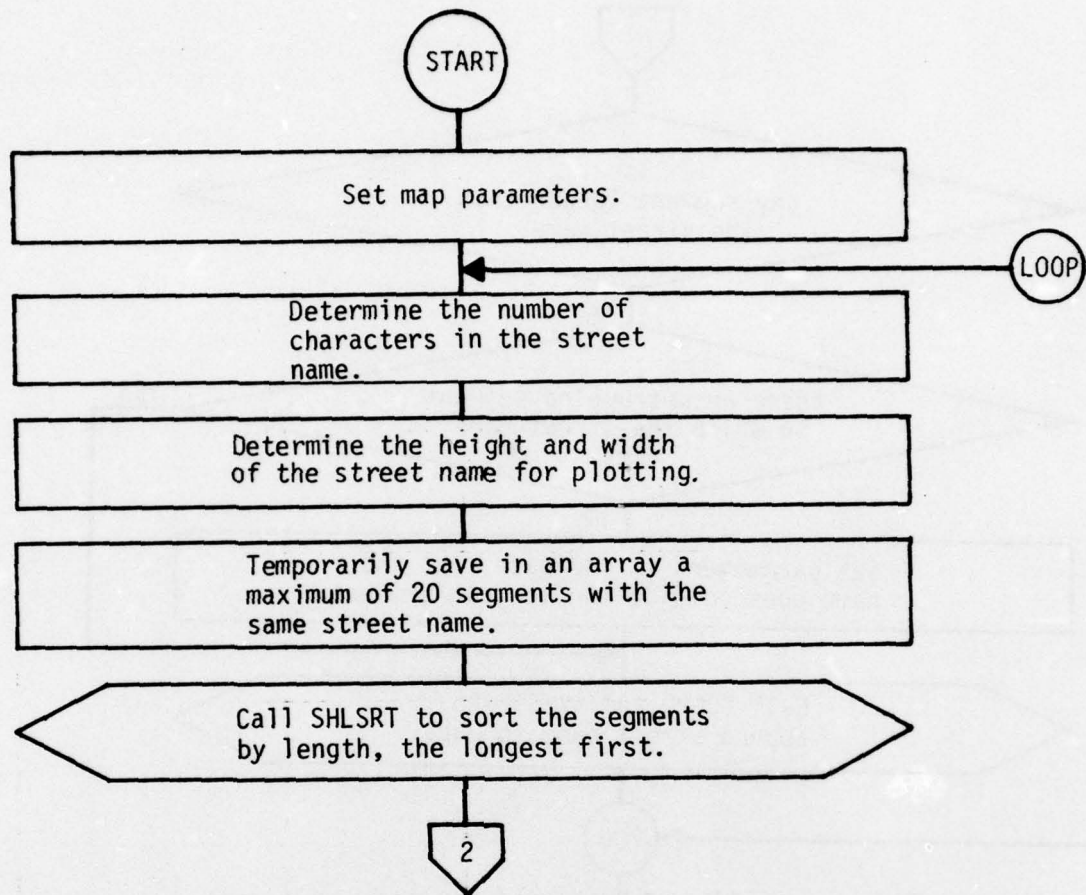 START
Set map parameters.
LOOP
Determine the number of
characters in the street
name.
Determine the height and width
of the street name for plotting.
Temporarily save in an array a
maximum of 20 segments with the
same street name.
Call SHLSRT to sort the segments
by length, the longest first.
2